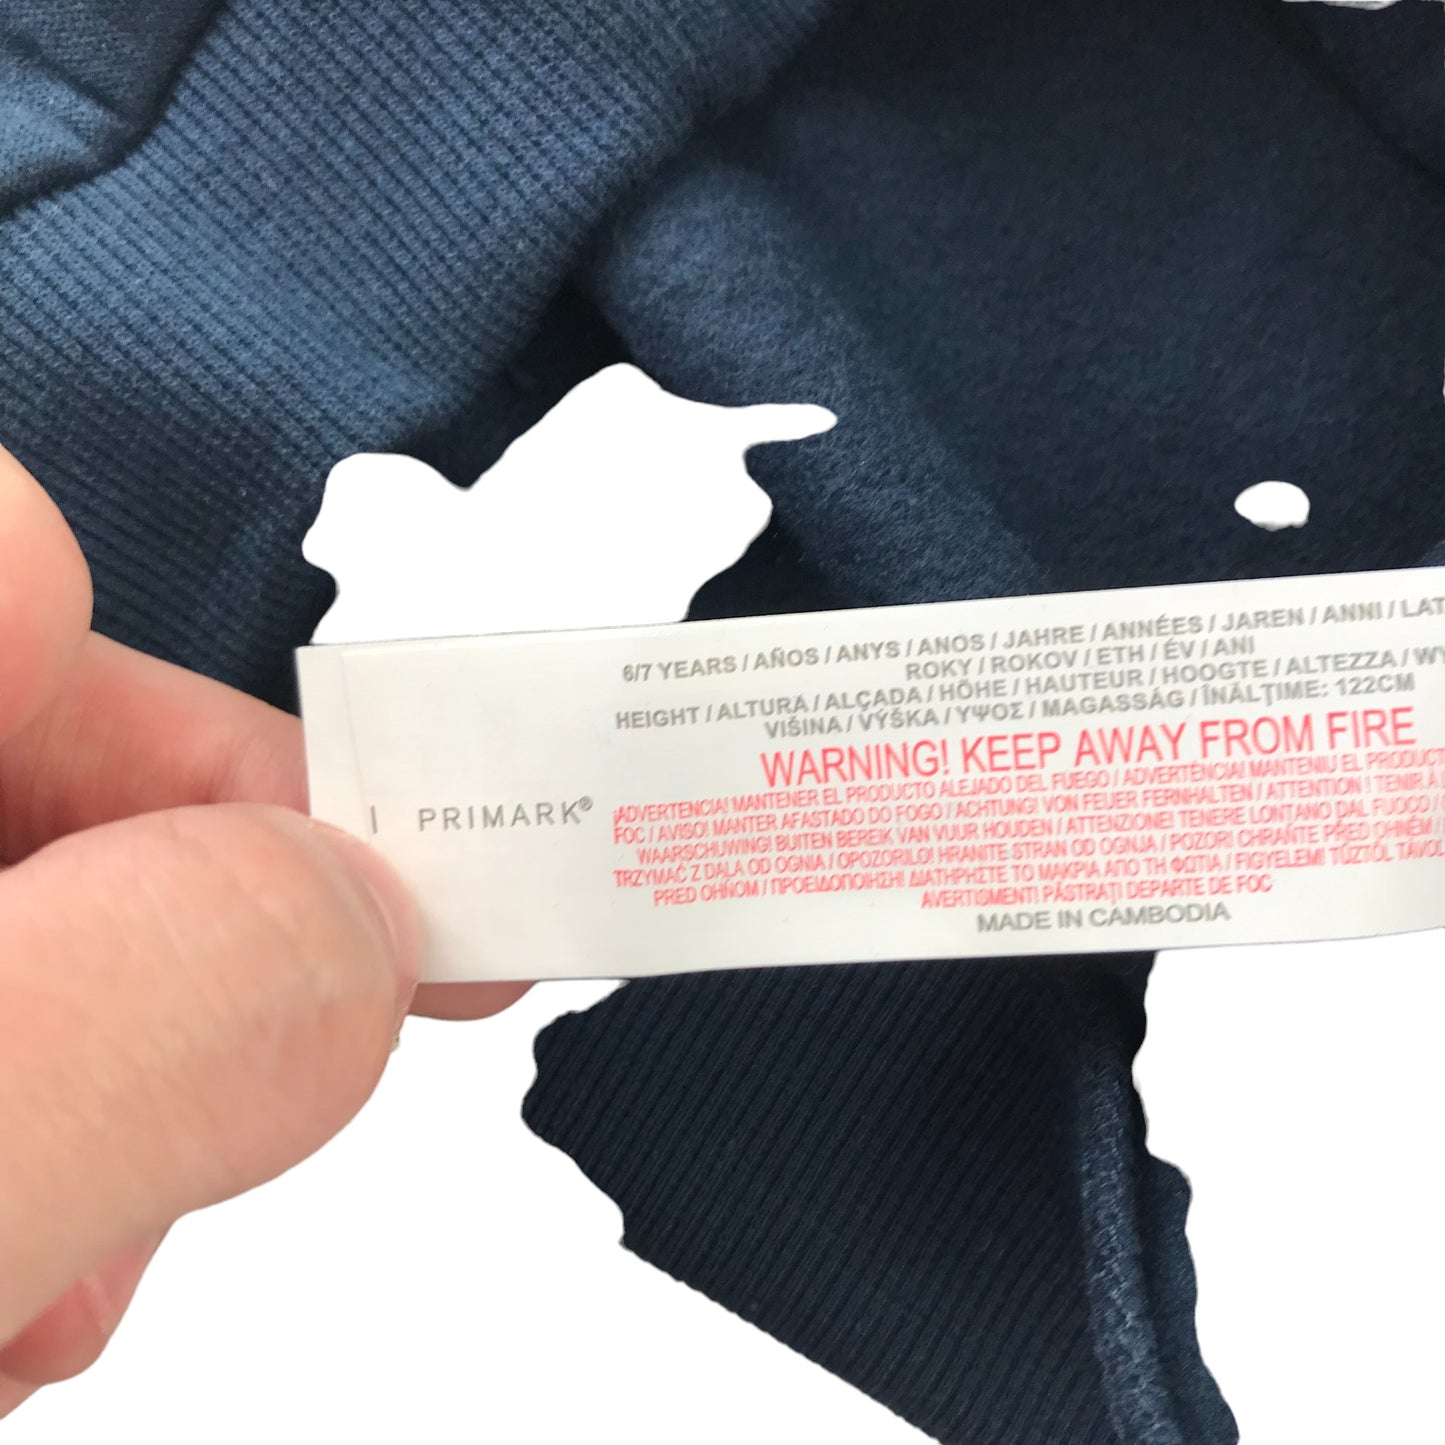 6/7 YEARS / AÑOS / ANYS / ANOS / JAHRE / ANNÉES / JAREN / ANNI / LAT
ROKY / ROKOV / ΕΤΗ / ÉV / ANI
HEIGHT / ALTURA / ALÇADA / HÖHE / HAUTEUR / HOOGTE / ALTEZZA / WY
VIŠINA / VÝŠKA / ΥΨΟΣ / MAGASSÁG / ÎNĂLŢIME: 122CM
WARNING! KEEP AWAY FROM FIRE
¡ADVERTENCIA! MANTENER EL PRODUCTO ALEJADO DEL FUEGO / ADVERTÈNCIA! MANTENIU EL PRODUCT
FOC / AVISO! MANTER AFASTADO DO FOGO / ACHTUNG! VON FEUER FERNHALTEN / ATTENTION ! TENIR À
WAARSCHUWING! BUITEN BEREIK VAN VUUR HOUDEN / ATTENZIONE! TENERE LONTANO DAL FUOCO /
TRZYMAĆ Z DALA OD OGNIA / OPOZORILO! HRANITE STRAN OD OGNJA / POZOR! CHRAŇTE PŘED OHNĚM /
PRED OHŇOM / ΠΡΟΕΙΔΟΠΟΙΗΣΗ! ΔΙΑΤΗΡΗΣΤΕ ΤΟ ΜΑΚΡΙΑ ΑΠΟ ΤΗ ΦΩΤΙΑ / FIGYELEM! TŰZTŐL TÁVOL
AVERTISMENT! PĂSTRAŢI DEPARTE DE FOC
MADE IN CAMBODIA
PRIMARK®